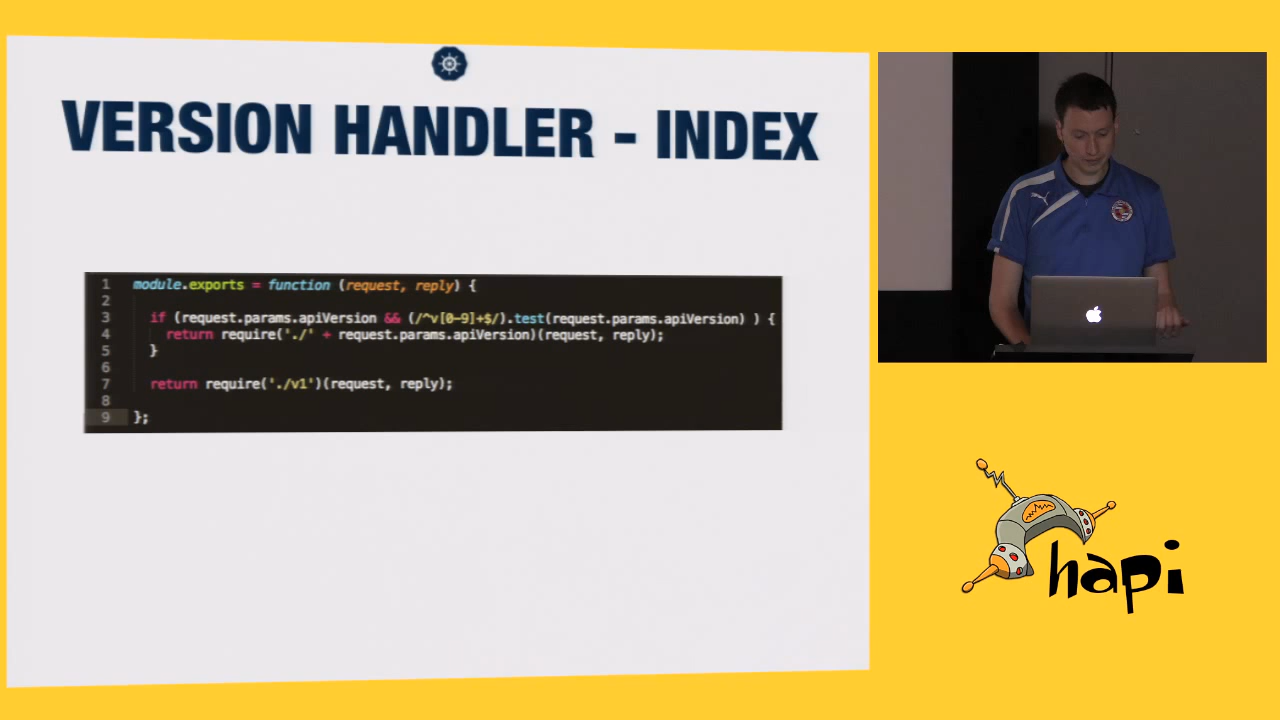 VERSION HANDLER - INDEX
1 module.exports = function (request, reply) {
2
3 if (request.params.apiVersion && (/^v[0-9]+$/).test(request.params.apiVersion) ) {
4 return require('./' + request.params.apiVersion)(request, reply);
5 }
6
7 return require('./v1')(request, reply);
8
9 };
hapi